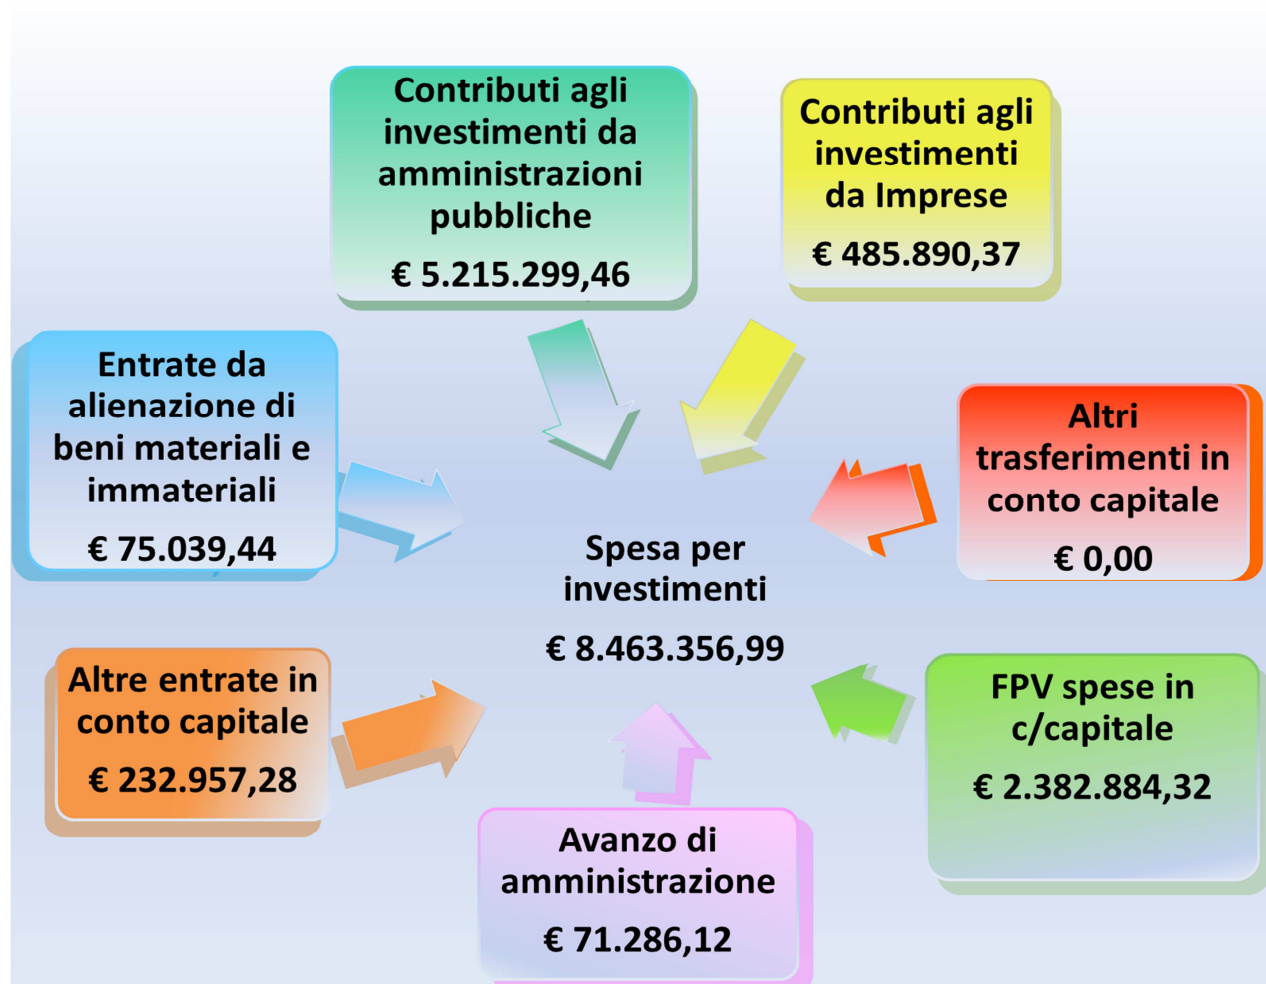 Contributi agli
investimenti da
amministrazioni
pubbliche
€ 5.215.299,46
Contributi agli
investimenti
da Imprese
€ 485.890,37
Entrate da
alienazione di
beni materiali e
immateriali
€ 75.039,44
Altri
trasferimenti in
conto capitale
€ 0,00
Spesa per
investimenti
€ 8.463.356,99
Altre entrate in
conto capitale
€ 232.957,28
FPV spese in
c/capitale
€ 2.382.884,32
Avanzo di
amministrazione
€ 71.286,12